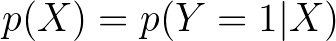 p(X) = p(Y = 1|X)